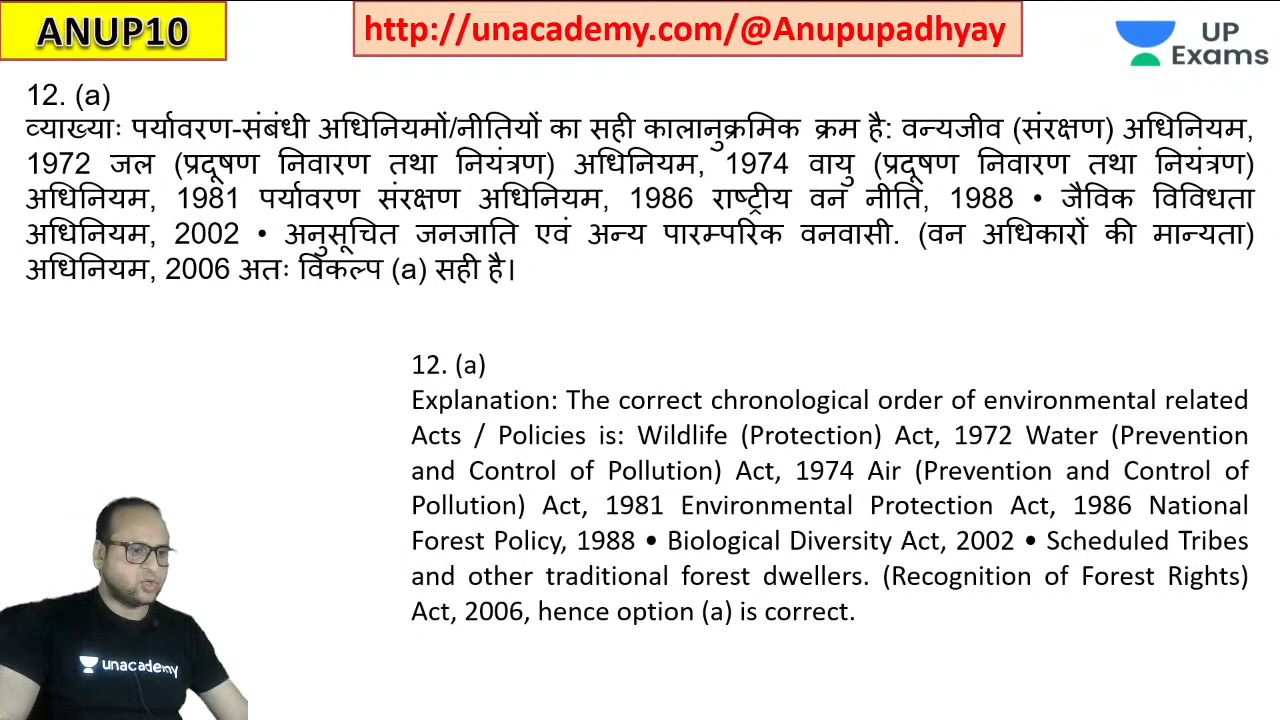 ANUP10
http://unacademy.com/@Anupupadhyay
UP
Exams
12. (a)
व्याख्याः पर्यावरण-संबंधी अधिनियमों/नीतियों का सही कालानुक्रमिक क्रम है: वन्यजीव (संरक्षण) अधिनियम,
1972 जल (प्रदूषण निवारण तथा नियंत्रण) अधिनियम, 1974 वायु (प्रदूषण निवारण तथा नियंत्रण)
अधिनियम, 1981 पर्यावरण संरक्षण अधिनियम, 1986 राष्ट्रीय वन नीति, 1988 • जैविक विविधता
अधिनियम, 2002 • अनुसूचित जनजाति एवं अन्य पारम्परिक वनवासी. (वन अधिकारों की मान्यता)
अधिनियम, 2006 अतः विकल्प (a) सही है।
12. (a)
Explanation: The correct chronological order of environmental related
Acts / Policies is: Wildlife (Protection) Act, 1972 Water (Prevention
and Control of Pollution) Act, 1974 Air (Prevention and Control of
Pollution) Act, 1981 Environmental Protection Act, 1986 National
Forest Policy, 1988 • Biological Diversity Act, 2002 • Scheduled Tribes
and other traditional forest dwellers. (Recognition of Forest Rights)
Act, 2006, hence option (a) is correct.
unacademy